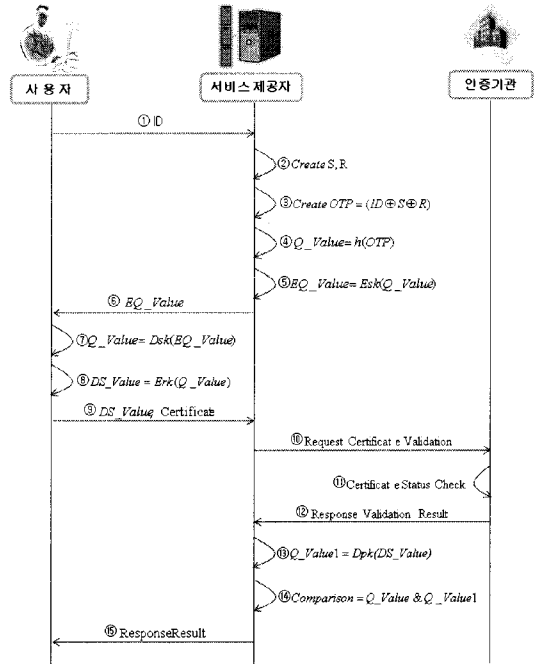 사 용 자
서비스 제공자
인증기관
① ID
② Create S, R
③ Create OTP = (ID⊕S⊕R)
④ Q_Value= h(OTP)
⑤ EQ_Value= Esk(Q_Value)
⑥ EQ_Value
⑦ Q_Value= Dsk(EQ_Value)
⑧ DS_Value = Erk(Q_Value)
⑨ DS_Value, Certificate
⑩ Request Certificat e Validation
⑪ Certificat e Status Check
⑫ Response Validation Result
⑬ Q_Value1 = Dpk(DS_Value)
⑭ Comparison = Q_Value & Q_Value1
⑮ ResponseResult